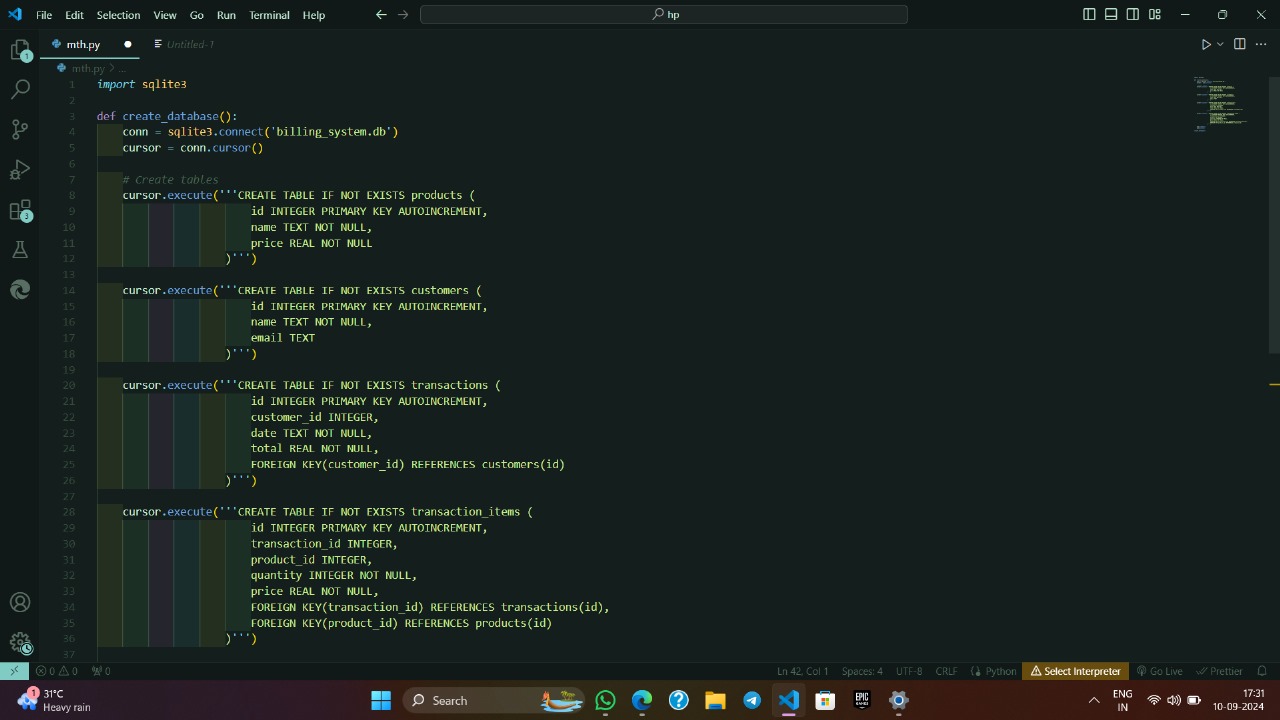 File Edit Selection View Go Run Terminal Help
hp
mth.py
Untitled-1
mth.py > ...
1 import sqlite3
2
3 def create_database():
4 conn = sqlite3.connect('billing_system.db')
5 cursor = conn.cursor()
6
7 # Create tables
8 cursor.execute('''CREATE TABLE IF NOT EXISTS products (
9 id INTEGER PRIMARY KEY AUTOINCREMENT,
10 name TEXT NOT NULL,
11 price REAL NOT NULL
12 )''')
13
14 cursor.execute('''CREATE TABLE IF NOT EXISTS customers (
15 id INTEGER PRIMARY KEY AUTOINCREMENT,
16 name TEXT NOT NULL,
17 email TEXT
18 )''')
19
20 cursor.execute('''CREATE TABLE IF NOT EXISTS transactions (
21 id INTEGER PRIMARY KEY AUTOINCREMENT,
22 customer_id INTEGER,
23 date TEXT NOT NULL,
24 total REAL NOT NULL,
25 FOREIGN KEY(customer_id) REFERENCES customers(id)
26 )''')
27
28 cursor.execute('''CREATE TABLE IF NOT EXISTS transaction_items (
29 id INTEGER PRIMARY KEY AUTOINCREMENT,
30 transaction_id INTEGER,
31 product_id INTEGER,
32 quantity INTEGER NOT NULL,
33 price REAL NOT NULL,
34 FOREIGN KEY(transaction_id) REFERENCES transactions(id),
35 FOREIGN KEY(product_id) REFERENCES products(id)
36 )''')
37
1
3
0 0 0 Ln 42, Col 1 Spaces: 4 UTF-8 CRLF Python Select Interpreter Go Live Prettier
1 31°C
Heavy rain
Search
EPIC GAMES
ENG
IN
17:31
10-09-2024